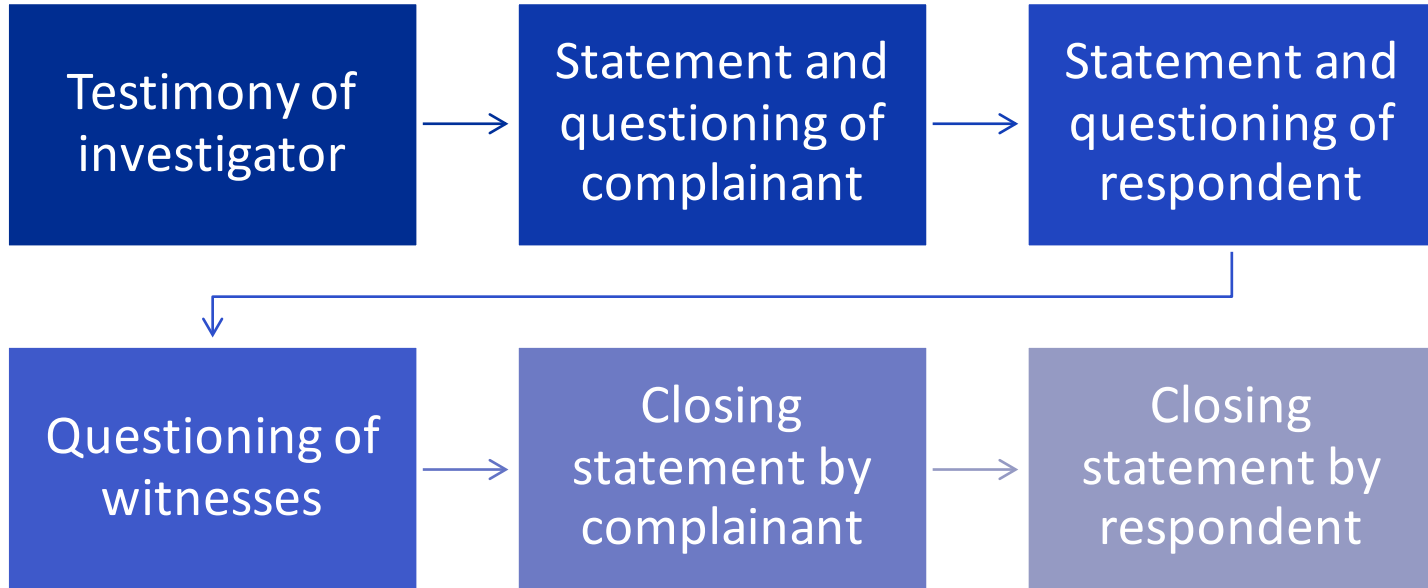 Testimony of
investigator
Statement and
questioning of
complainant
Statement and
questioning of
respondent
Questioning of
witnesses
Closing
statement by
complainant
Closing
statement by
respondent